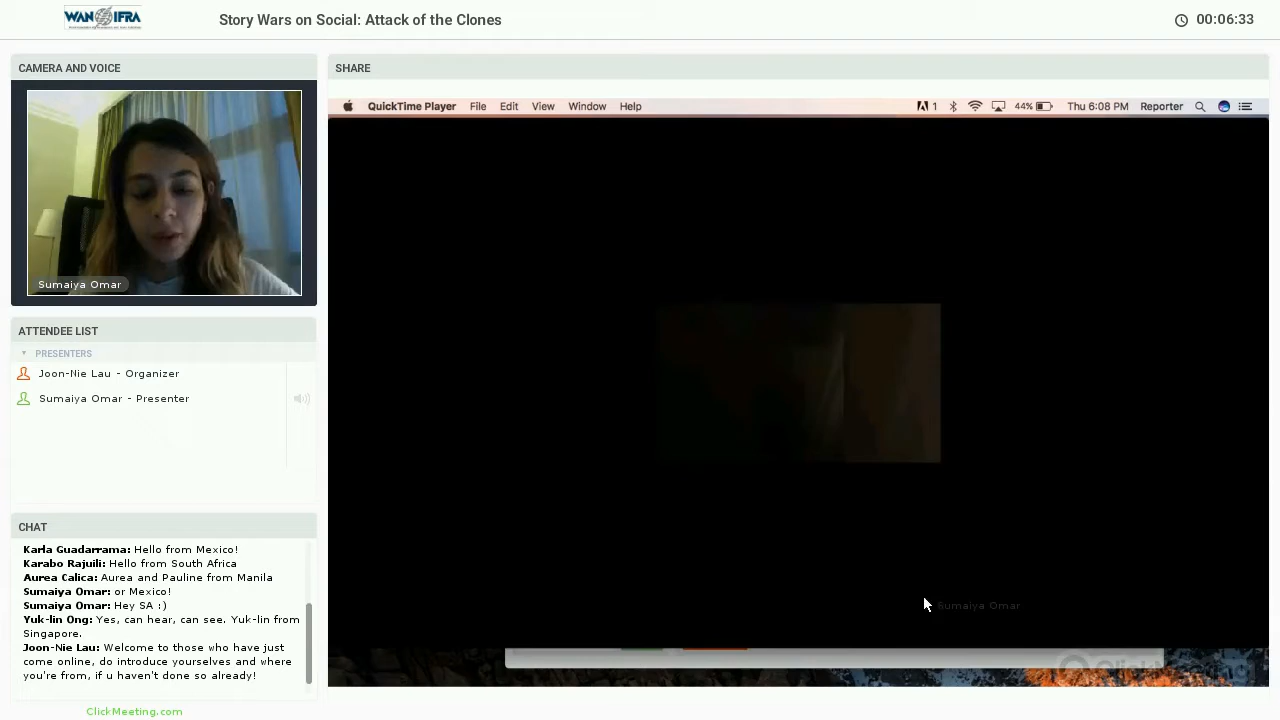 WAN IFRA
Story Wars on Social: Attack of the Clones
00:06:33
CAMERA AND VOICE
Sumaiya Omar
ATTENDEE LIST
PRESENTERS
Joon-Nie Lau - Organizer
Sumaiya Omar - Presenter
CHAT
Karla Guadarrama: Hello from Mexico!
Karabo Rajuili: Hello from South Africa
Aurea Calica: Aurea and Pauline from Manila
Sumaiya Omar: or Mexico!
Sumaiya Omar: Hey SA :)
Yuk-lin Ong: Yes, can hear, can see. Yuk-lin from
Singapore.
Joon-Nie Lau: Welcome to those who have just
come online, do introduce yourselves and where
you're from, if u haven't done so already!
ClickMeeting.com
SHARE
QuickTime Player File Edit View Window Help
1 44% Thu 6:08 PM Reporter
Sumaiya Omar